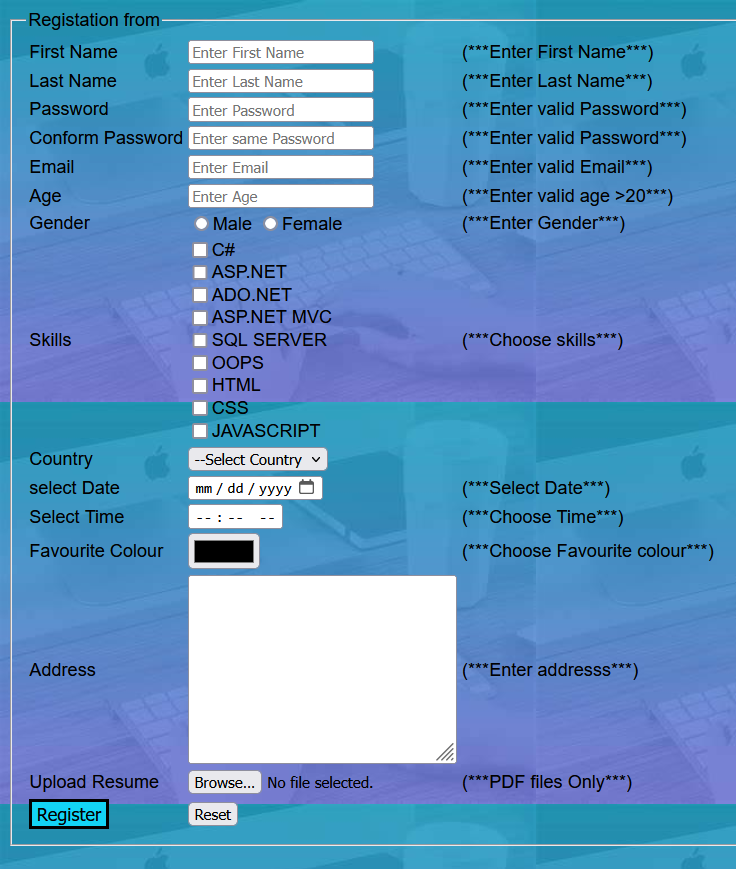 Registation from
First Name Enter First Name (***Enter First Name***)
Last Name Enter Last Name (***Enter Last Name***)
Password Enter Password (***Enter valid Password***)
Conform Password Enter same Password (***Enter valid Password***)
Email Enter Email (***Enter valid Email***)
Age Enter Age (***Enter valid age >20***)
Gender Male Female (***Enter Gender***)
C#
ASP.NET
ADO.NET
ASP.NET MVC
Skills SQL SERVER (***Choose skills***)
OOPS
HTML
CSS
JAVASCRIPT
Country --Select Country
select Date mm / dd / yyyy (***Select Date***)
Select Time -- : -- -- (***Choose Time***)
Favourite Colour (***Choose Favourite colour***)
Address (***Enter addresss***)
Upload Resume Browse... No file selected. (***PDF files Only***)
Register Reset